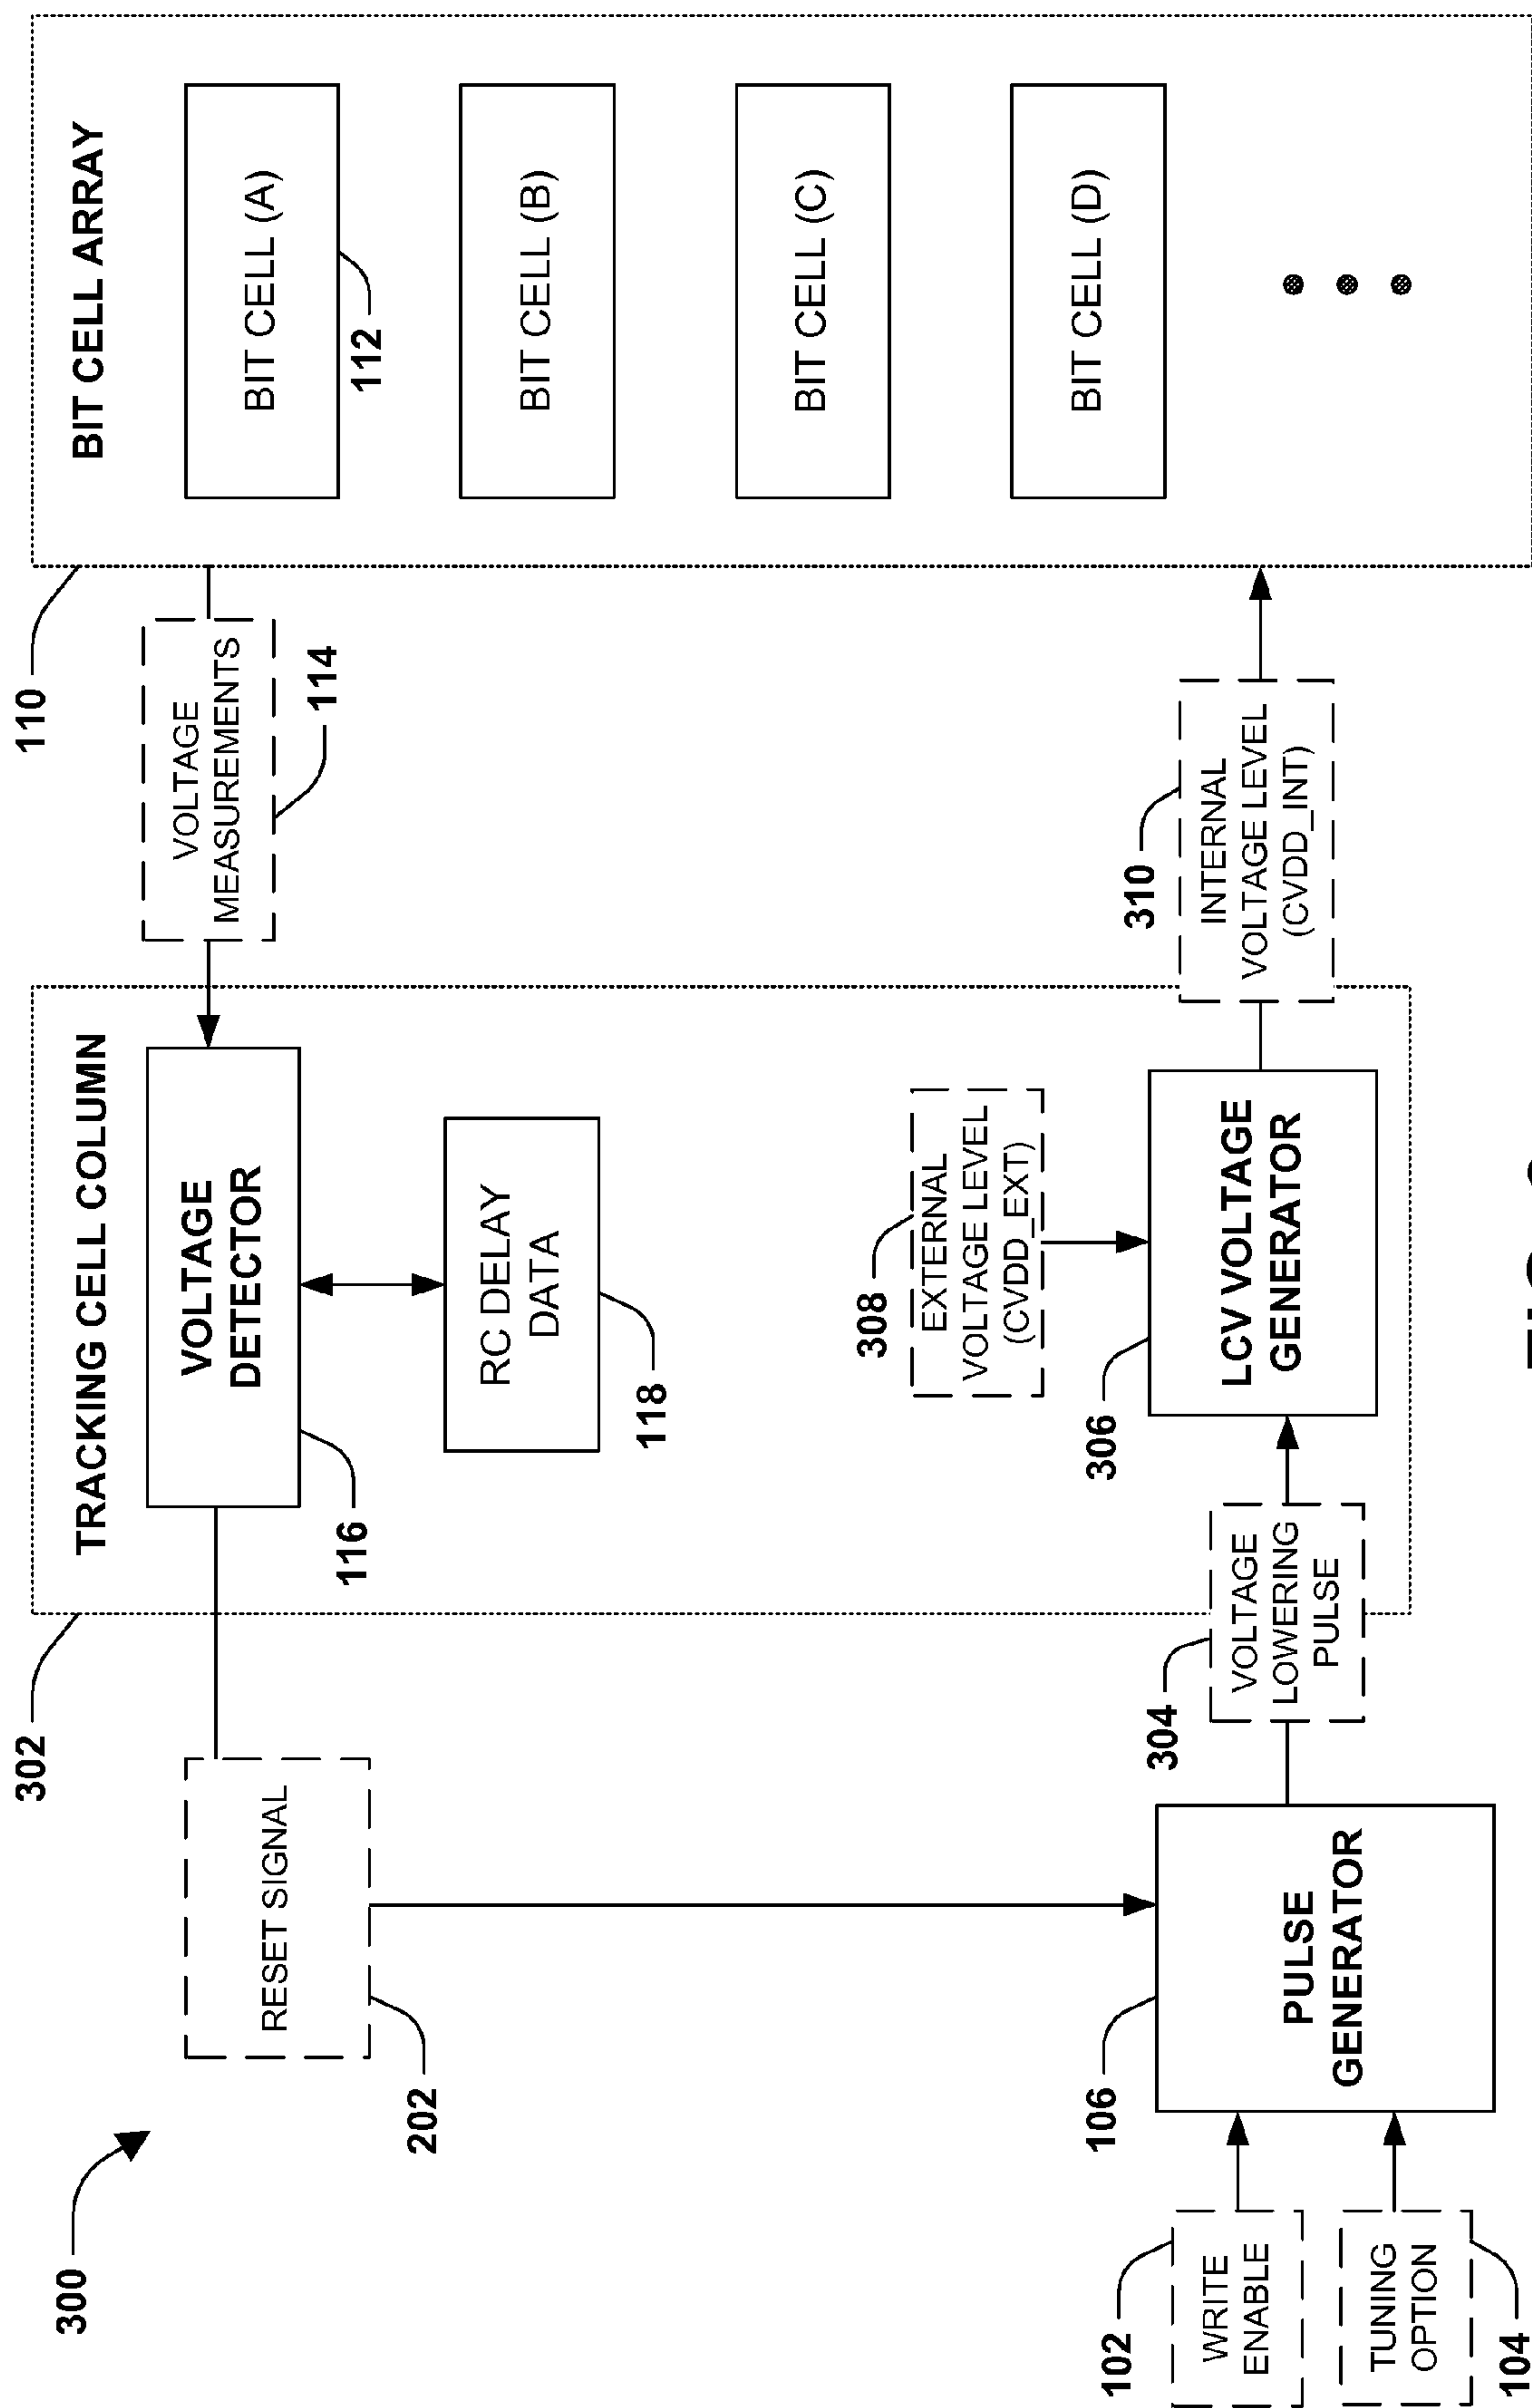 300
302
110
TRACKING CELL COLUMN
BIT CELL ARRAY
RESET SIGNAL
202
VOLTAGE
DETECTOR
116
VOLTAGE
MEASUREMENTS
114
BIT CELL (A)
112
RC DELAY
DATA
118
BIT CELL (B)
BIT CELL (C)
BIT CELL (D)
308
EXTERNAL
VOLTAGE LEVEL
(CVDD_EXT)
102
WRITE
ENABLE
TUNING
OPTION
104
106
PULSE
GENERATOR
304
VOLTAGE
LOWERING
PULSE
306
LCV VOLTAGE
GENERATOR
310
INTERNAL
VOLTAGE LEVEL
(CVDD_INT)